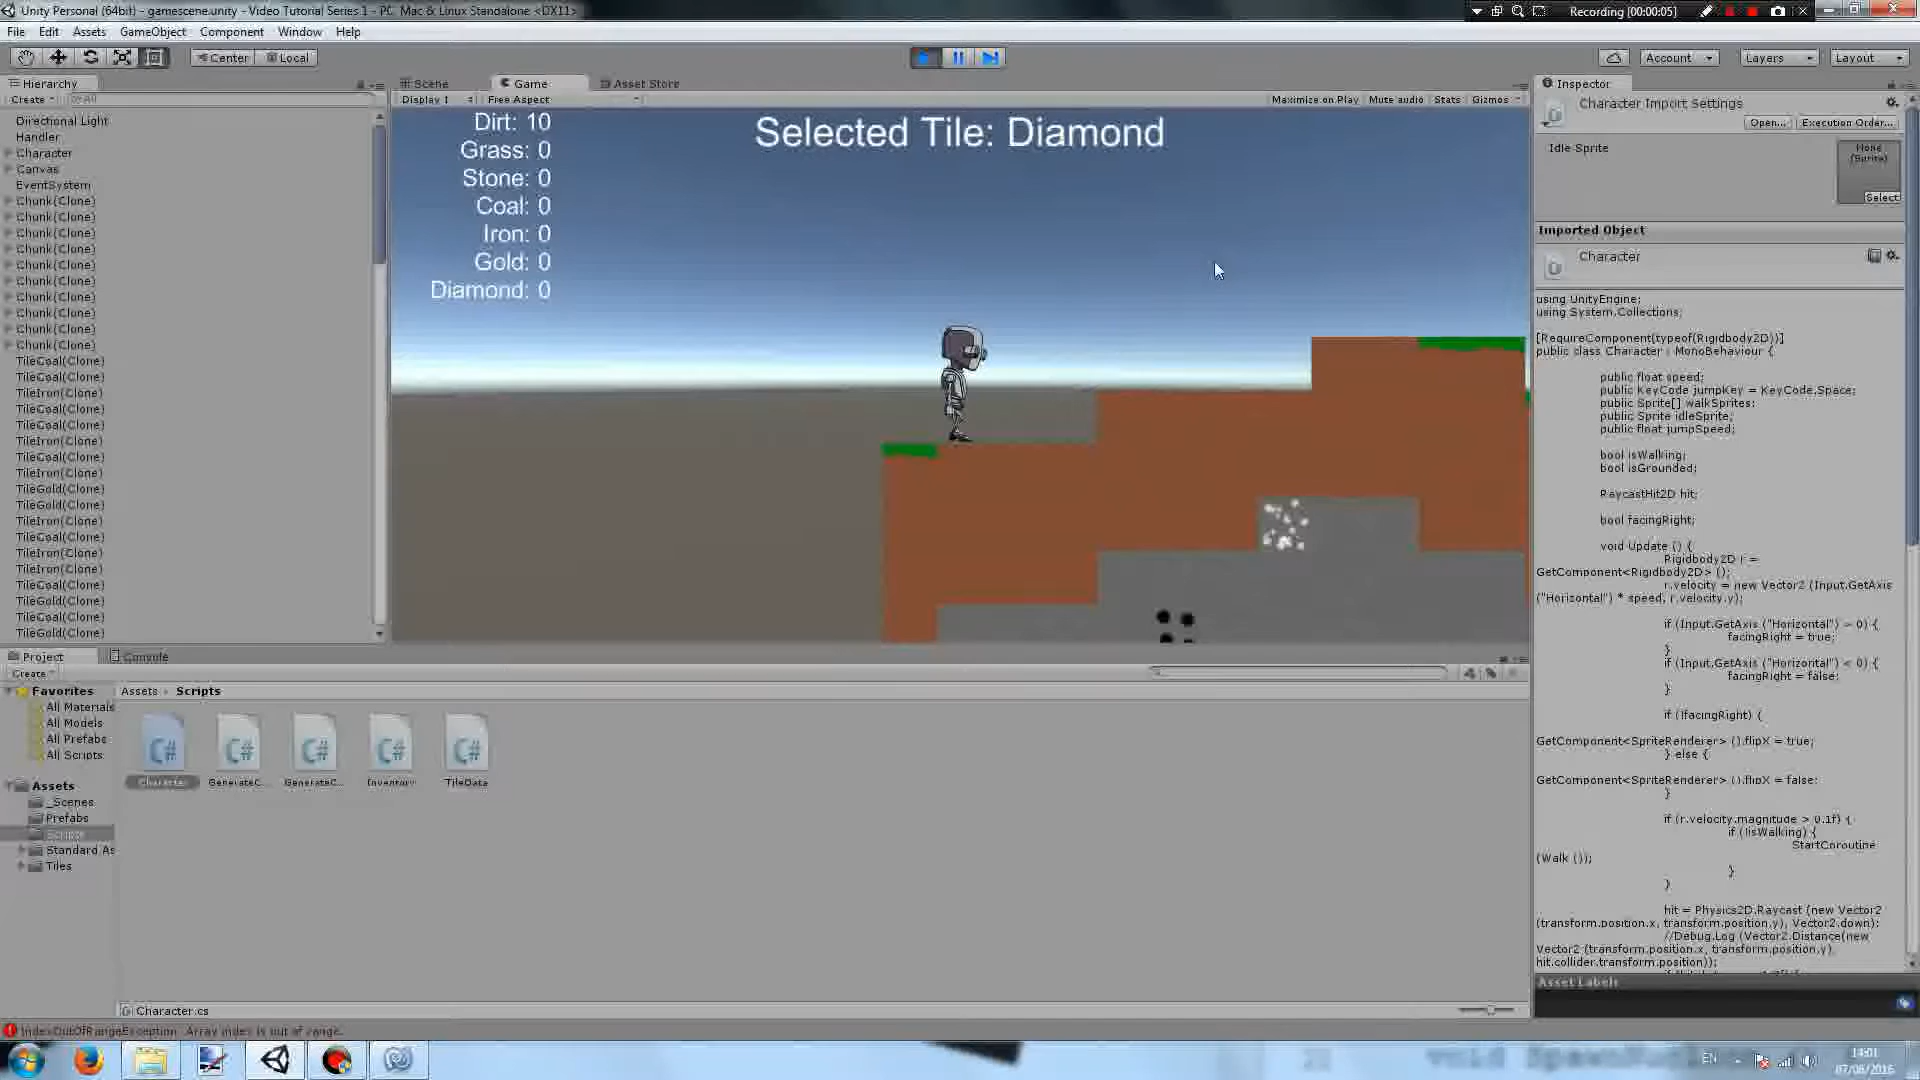 Unity Personal (64bit) - gamescene.unity - Video Tutorial Series 1 - PC, Mac & Linux Standalone <DX11>
Recording [00:00:05]
File Edit Assets GameObject Component Window Help
Center Local
Account Layers Layout
Hierarchy
Scene Game Asset Store
Inspector
Create
Display 1 Free Aspect
Maximize on Play Mute audio Stats Gizmos
Character Import Settings
Open... Execution Order...
Directional Light
Handler
Character
Canvas
EventSystem
Chunk(Clone)
Chunk(Clone)
Chunk(Clone)
Chunk(Clone)
Chunk(Clone)
Chunk(Clone)
Chunk(Clone)
Chunk(Clone)
Chunk(Clone)
Chunk(Clone)
TileCoal(Clone)
TileCoal(Clone)
TileIron(Clone)
TileCoal(Clone)
TileCoal(Clone)
TileIron(Clone)
TileCoal(Clone)
TileIron(Clone)
TileGold(Clone)
TileGold(Clone)
TileIron(Clone)
TileCoal(Clone)
TileIron(Clone)
TileIron(Clone)
TileCoal(Clone)
TileGold(Clone)
TileCoal(Clone)
TileGold(Clone)
Dirt: 10
Grass: 0
Stone: 0
Coal: 0
Iron: 0
Gold: 0
Diamond: 0
Selected Tile: Diamond
Idle Sprite
None
(Sprite)
Select
Imported Object
Character
using UnityEngine;
using System.Collections;
[RequireComponent(typeof(Rigidbody2D))]
public class Character : MonoBehaviour {
public float speed;
public KeyCode jumpKey = KeyCode.Space;
public Sprite[] walkSprites;
public Sprite idleSprite;
public float jumpSpeed;
bool isWalking;
bool isGrounded;
RaycastHit2D hit;
bool facingRight;
void Update () {
Rigidbody2D r =
GetComponent<Rigidbody2D> ();
r.velocity = new Vector2 (Input.GetAxis
("Horizontal") * speed, r.velocity.y);
if (Input.GetAxis ("Horizontal") > 0) {
facingRight = true;
}
if (Input.GetAxis ("Horizontal") < 0) {
facingRight = false;
}
if (!facingRight) {
GetComponent<SpriteRenderer> ().flipX = true;
} else {
GetComponent<SpriteRenderer> ().flipX = false;
}
if (r.velocity.magnitude > 0.1f) {
if (!isWalking) {
StartCoroutine
(Walk ());
}
}
hit = Physics2D.Raycast (new Vector2
(transform.position.x, transform.position.y), Vector2.down);
//Debug.Log (Vector2.Distance(new
Vector2 (transform.position.x, transform.position.y),
hit.collider.transform.position));
Asset Labels
Project Console
Create
Favorites
All Materials
All Models
All Prefabs
All Scripts
Assets
_Scenes
Prefabs
Scripts
Standard As
Tiles
Assets Scripts
Character GenerateC... GenerateC... Inventory TileData
Character.cs
IndexOutOfRangeException: Array index is out of range.
EN
14:01
07/06/2016